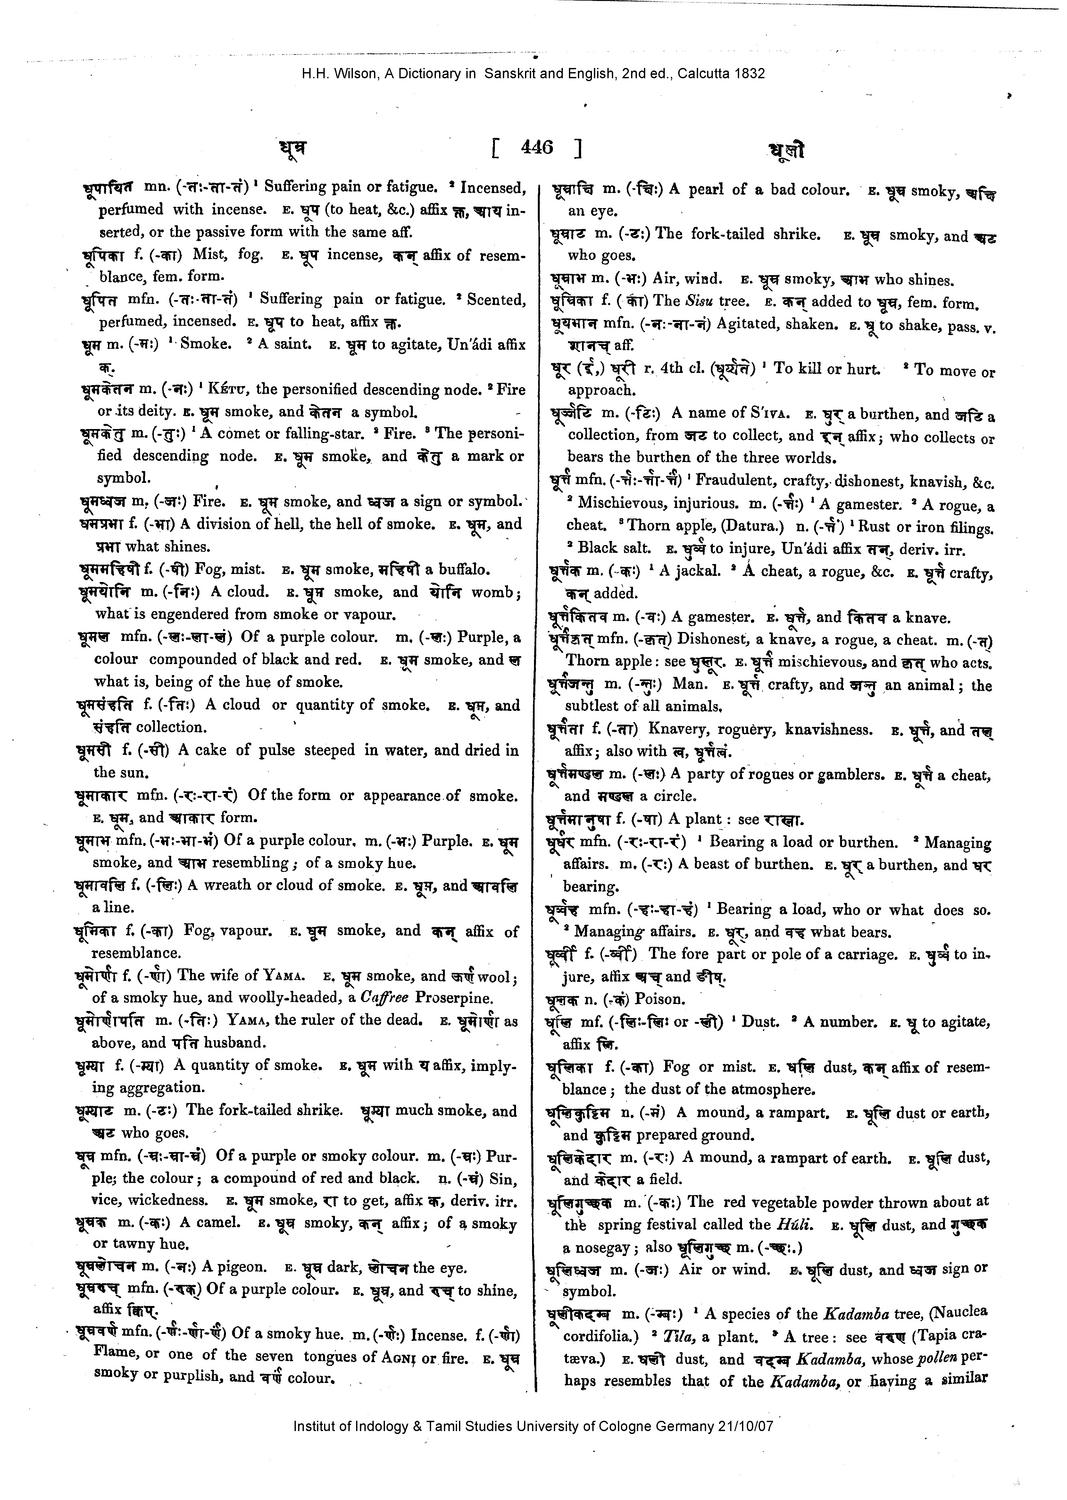 H.H. Wilson, A Dictionary in Sanskrit and English, 2nd ed., Calcutta 1832
धूम्र [ 446 ] धूली
धूपायित mn. (-तः-ता-तं) ¹ Suffering pain or fatigue. ² Incensed,
perfumed with incense. E. धूप (to heat, &c.) affix क्त, आय in-
serted, or the passive form with the same aff.
धूपिका f. (-का) Mist, fog. E. धूप incense, कन् affix of resem-
blance, fem. form.
धूपित mfn. (-तः-ता-तं) ¹ Suffering pain or fatigue. ² Scented,
perfumed, incensed. E. धूप to heat, affix क्त.
धूम m. (-मः) ¹ Smoke. ² A saint. E. धूम to agitate, Un'ádi affix
क.
धूमकेतन m. (-नः) ¹ KÉTU, the personified descending node. ² Fire
or its deity. E. धूम smoke, and केतन a symbol.
धूमकेतु m. (-तुः) ¹ A comet or falling-star. ² Fire. ³ The personi-
fied descending node. E. धूम smoke, and केतु a mark or
symbol.
धूमध्वज m. (-जः) Fire. E. धूम smoke, and ध्वज a sign or symbol.
धमप्रभा f. (-भा) A division of hell, the hell of smoke. E. धूम, and
प्रभा what shines.
धूममहिषी f. (-षी) Fog, mist. E. धूम smoke, महिषी a buffalo.
धूमयोनि m. (-निः) A cloud. E. धूम smoke, and योनि womb;
what is engendered from smoke or vapour.
धूमल mfn. (-लः-ला-लं) Of a purple colour. m. (-लः) Purple, a
colour compounded of black and red. E. धूम smoke, and ल
what is, being of the hue of smoke.
धूमसंहति f. (-तिः) A cloud or quantity of smoke. E. धूम, and
संहति collection.
धूमसी f. (-सी) A cake of pulse steeped in water, and dried in
the sun.
धूमाकार mfn. (-रः-रा-रं) Of the form or appearance of smoke.
E. धूम, and आकार form.
धूमाभ mfn. (-भः-भा-भं) Of a purple colour. m. (-भः) Purple. E. धूम
smoke, and आभ resembling; of a smoky hue.
धूमावलि f. (-लिः) A wreath or cloud of smoke. E. धूम, and आवलि
a line.
धूमिका f. (-का) Fog, vapour. E. धूम smoke, and कन् affix of
resemblance.
धूमोर्णा f. (-र्णा) The wife of YAMA. E. धूम smoke, and ऊर्ण wool;
of a smoky hue, and woolly-headed, a Caffree Proserpine.
धूमोर्णापति m. (-तिः) YAMA, the ruler of the dead. E. धूमोर्णा as
above, and पति husband.
धूम्या f. (-म्या) A quantity of smoke. E. धूम with य affix, imply-
ing aggregation.
धूम्याट m. (-टः) The fork-tailed shrike. धूम्या much smoke, and
अट who goes.
धूम्र mfn. (-म्रः-म्रा-म्रं) Of a purple or smoky colour. m. (-म्रः) Pur-
ple; the colour; a compound of red and black. n. (-म्रं) Sin,
vice, wickedness. E. धूम smoke, रा to get, affix क, deriv. irr.
धूम्रक m. (-कः) A camel. E. धूम्र smoky, कन् affix; of a smoky
or tawny hue.
धूम्रलोचन m. (-नः) A pigeon. E. धूम्र dark, लोचन the eye.
धूम्ररुच् mfn. (-रुक्) Of a purple colour. E. धूम्र, and रुच् to shine,
affix क्विप्.
धूम्रवर्ण mfn. (-र्णः-र्णा-र्णं) Of a smoky hue. m. (-र्णः) Incense. f. (-र्णा)
Flame, or one of the seven tongues of AGNI or fire. E. धूम्र
smoky or purplish, and वर्ण colour.
धूम्राक्षि m. (-क्षिः) A pearl of a bad colour. E. धूम्र smoky, अक्षि
an eye.
धूम्राट m. (-टः) The fork-tailed shrike. E. धूम्र smoky, and अट
who goes.
धूम्राभ m. (-भः) Air, wind. E. धूम्र smoky, आभ who shines.
धूम्रिका f. ( का) The Sisu tree. E. कन् added to धूम्र, fem. form.
धूयमान mfn. (-नः-ना-नं) Agitated, shaken. E. धू to shake, pass. v.
शानच् aff.
धूर (ई,) धूरी r. 4th cl. (धूर्य्यते) ¹ To kill or hurt. ² To move or
approach.
धूर्ज्जटि m. (-टिः) A name of S'IVA. E. धुर् a burthen, and जटि a
collection, from जट to collect, and इन् affix; who collects or
bears the burthen of the three worlds.
धूर्त्त mfn. (-र्त्तः-र्त्ता-र्त्तं) ¹ Fraudulent, crafty, dishonest, knavish, &c.
² Mischievous, injurious. m. (-र्त्तः) ¹ A gamester. ² A rogue, a
cheat. ³ Thorn apple, (Datura.) n. (-र्त्तं) ¹ Rust or iron filings.
² Black salt. E. धुर्व्व to injure, Un'ádi affix तन्, deriv. irr.
धूर्त्तक m. (-कः) ¹ A jackal. ² A cheat, a rogue, &c. E. धूर्त्त crafty,
कन् added.
धूर्त्तकितव m. (-वः) A gamester. E. धूर्त्त, and कितव a knave.
धूर्त्तकृत् mfn. (-कृत्) Dishonest, a knave, a rogue, a cheat. m. (-त्)
Thorn apple: see धुस्तूर. E. धूर्त्त mischievous, and कृत् who acts.
धूर्त्तजन्तु m. (-न्तुः) Man. E. धूर्त्त crafty, and जन्तु an animal; the
subtlest of all animals.
धूर्त्तता f. (-ता) Knavery, roguery, knavishness. E. धूर्त्त, and तल्
affix; also with त्व, धूर्त्तत्वं.
धूर्त्तमण्डल m. (-लः) A party of rogues or gamblers. E. धूर्त्त a cheat,
and मण्डल a circle.
धूर्त्तमानुषा f. (-षा) A plant: see रास्ना.
धूर्धर mfn. (-रः-रा-रं) ¹ Bearing a load or burthen. ² Managing
affairs. m. (-रः) A beast of burthen. E. धूर् a burthen, and धर
bearing.
धूर्व्वह mfn. (-हः-हा-हं) ¹ Bearing a load, who or what does so.
² Managing affairs. E. धूर्, and वह what bears.
धूर्व्वी f. (-र्व्वी) The fore part or pole of a carriage. E. धुर्व्व to in-
jure, affix अच् and ङीष्.
धूलक n. (-कं) Poison.
धूलि mf. (-लिः-लिः or -ली) ¹ Dust. ² A number. E. धू to agitate,
affix लि.
धूलिका f. (-का) Fog or mist. E. धलि dust, कन् affix of resem-
blance; the dust of the atmosphere.
धूलिकुट्टिम n. (-मं) A mound, a rampart. E. धूलि dust or earth,
and कुट्टिम prepared ground.
धूलिकेदार m. (-रः) A mound, a rampart of earth. E. धूलि dust,
and केदार a field.
धूलिगुच्छक m. (-कः) The red vegetable powder thrown about at
the spring festival called the Húli. E. धूलि dust, and गुच्छक
a nosegay; also धूलिगुच्छ m. (-च्छः.)
धूलिध्वज m. (-जः) Air or wind. E. धूलि dust, and ध्वज sign or
symbol.
धूलीकदम्ब m. (-म्बः) ¹ A species of the Kadamba tree, (Nauclea
cordifolia.) ² Tila, a plant. ³ A tree: see वरुण (Tapia cra-
tæva.) E. धली dust, and कदम्ब Kadamba, whose pollen per-
haps resembles that of the Kadamba, or having a similar
Institut of Indology & Tamil Studies University of Cologne Germany 21/10/07